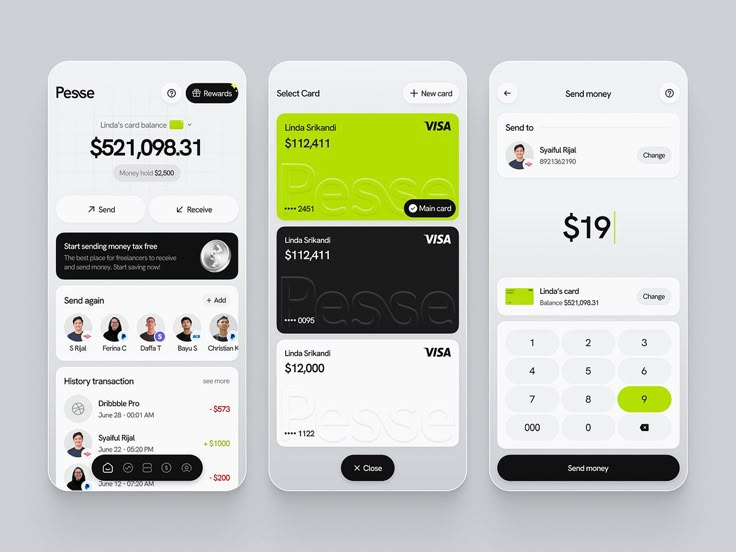 Pesse
Rewards
Linda's card balance
$521,098.31
Money hold $2,500
Send
Receive
Start sending money tax free
The best place for freelancers to receive
and send money. Start saving now!
Send again
+ Add
S Rijal
Ferina C
Daffa T
Bayu S
Christian K
History transaction
see more
Dribbble Pro
June 28 - 00:01 AM
- $573
Syaiful Rijal
June 22 - 05:20 PM
+ $1000
June 12 - 07:20 AM
- $200
Select Card
+ New card
Linda Srikandi
VISA
$112,411
Pesse
•••• 2451
Main card
Linda Srikandi
VISA
$112,411
Pesse
•••• 0095
Linda Srikandi
VISA
$12,000
Pesse
•••• 1122
× Close
Send money
Send to
Syaiful Rijal
8921362190
Change
$19
Linda's card
Balance $521,098.31
Change
1 2 3
4 5 6
7 8 9
000 0
Send money